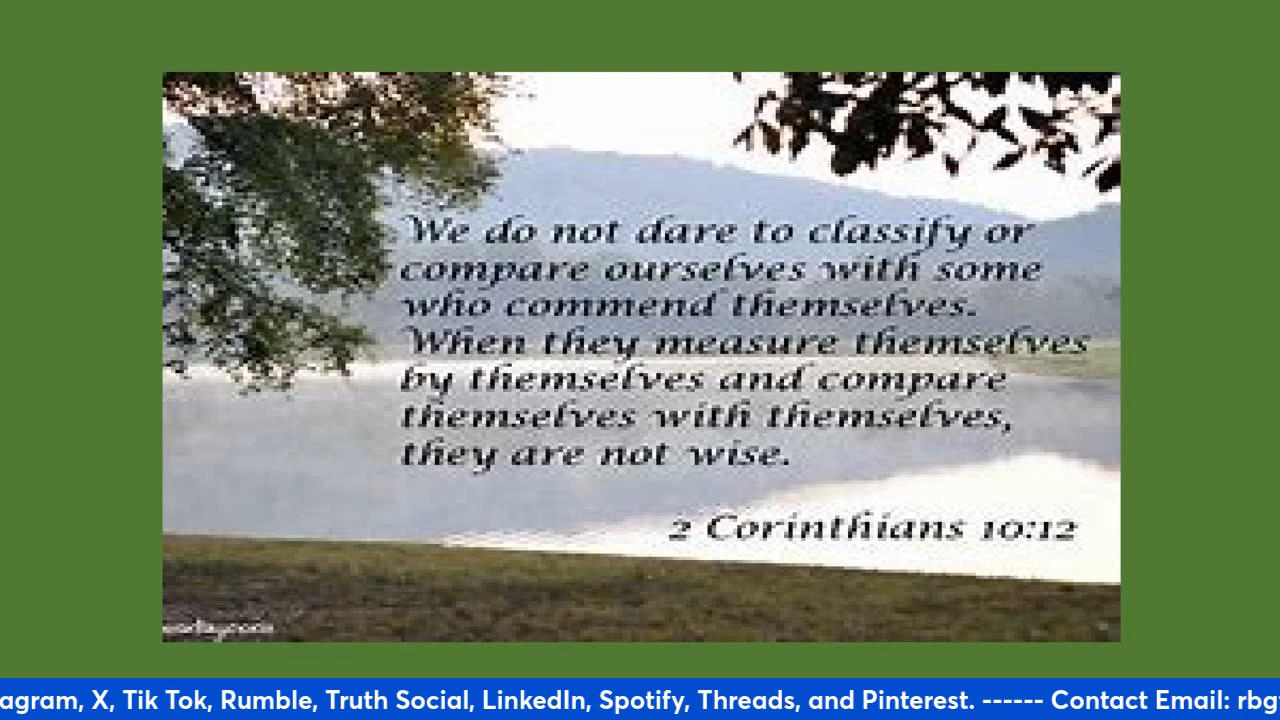 We do not dare to classify or
compare ourselves with some
who commend themselves.
When they measure themselves
by themselves and compare
themselves with themselves,
they are not wise.
2 Corinthians 10:12
agram, X, Tik Tok, Rumble, Truth Social, LinkedIn, Spotify, Threads, and Pinterest. ------ Contact Email: rbg